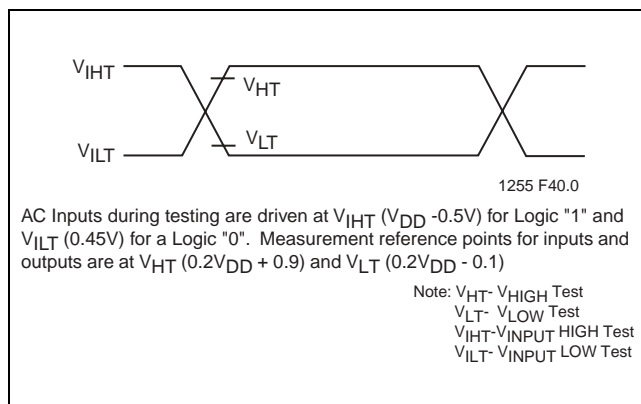 VIHT
VHT
VLT
VILT
1255 F40.0
AC Inputs during testing are driven at VIHT (VDD -0.5V) for Logic "1" and
VILT (0.45V) for a Logic "0".  Measurement reference points for inputs and
outputs are at VHT (0.2VDD + 0.9) and VLT (0.2VDD - 0.1)
Note: VHT- VHIGH Test
VLT- VLOW Test
VIHT-VINPUT HIGH Test
VILT- VINPUT LOW Test